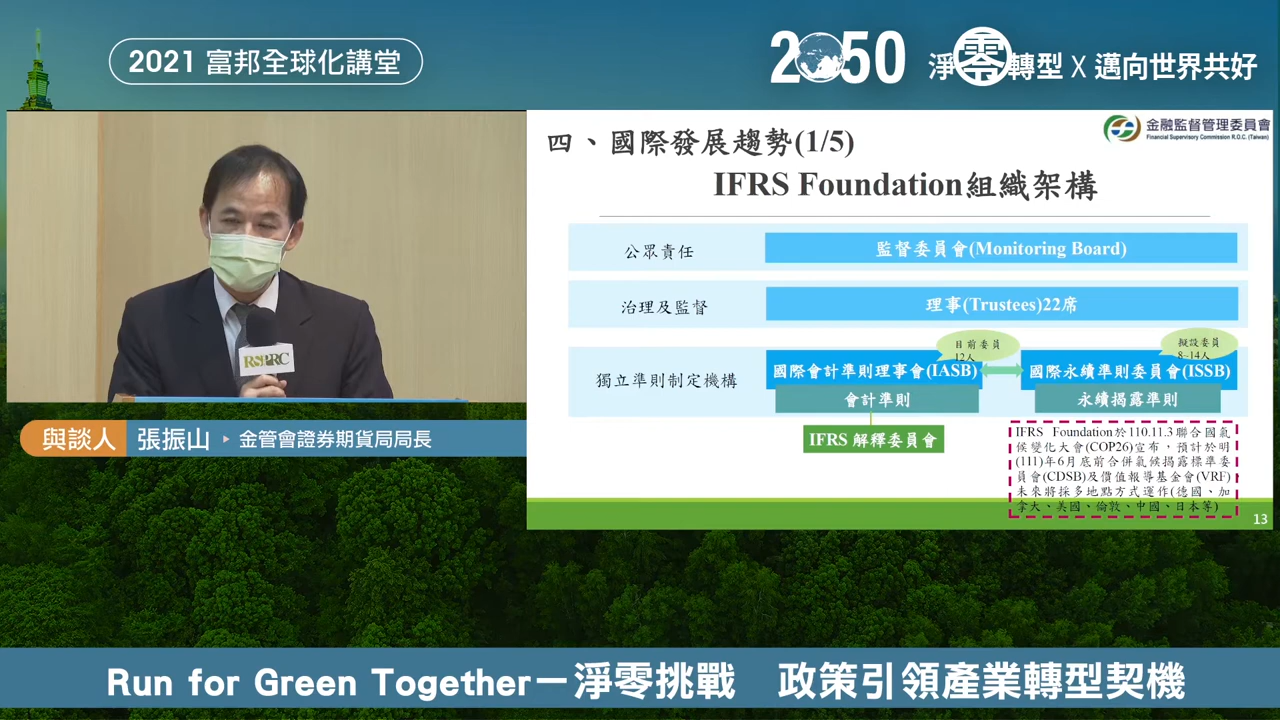 2021 富邦全球化講堂
2050 淨零轉型 X 邁向世界共好
金融監督管理委員會
Financial Supervisory Commission R.O.C. (Taiwan)
四、國際發展趨勢(1/5)
IFRS Foundation組織架構
公眾責任
監督委員會(Monitoring Board)
治理及監督
理事(Trustees)22席
獨立準則制定機構
目前委員
12人
擬設委員
8~14人
國際會計準則理事會(IASB)
國際永續準則委員會(ISSB)
會計準則
永續揭露準則
IFRS 解釋委員會
IFRS Foundation於110.11.3聯合國氣
候變化大會(COP26)宣布，預計於明
(111)年6月底前合併氣候揭露標準委
員會(CDSB)及價值報導基金會(VRF)，
未來將採多地點方式運作(德國、加
拿大、美國、倫敦、中國、日本等)
13
RSPRC
與談人 張振山 ▸ 金管會證券期貨局局長
Run for Green Together－淨零挑戰 政策引領產業轉型契機